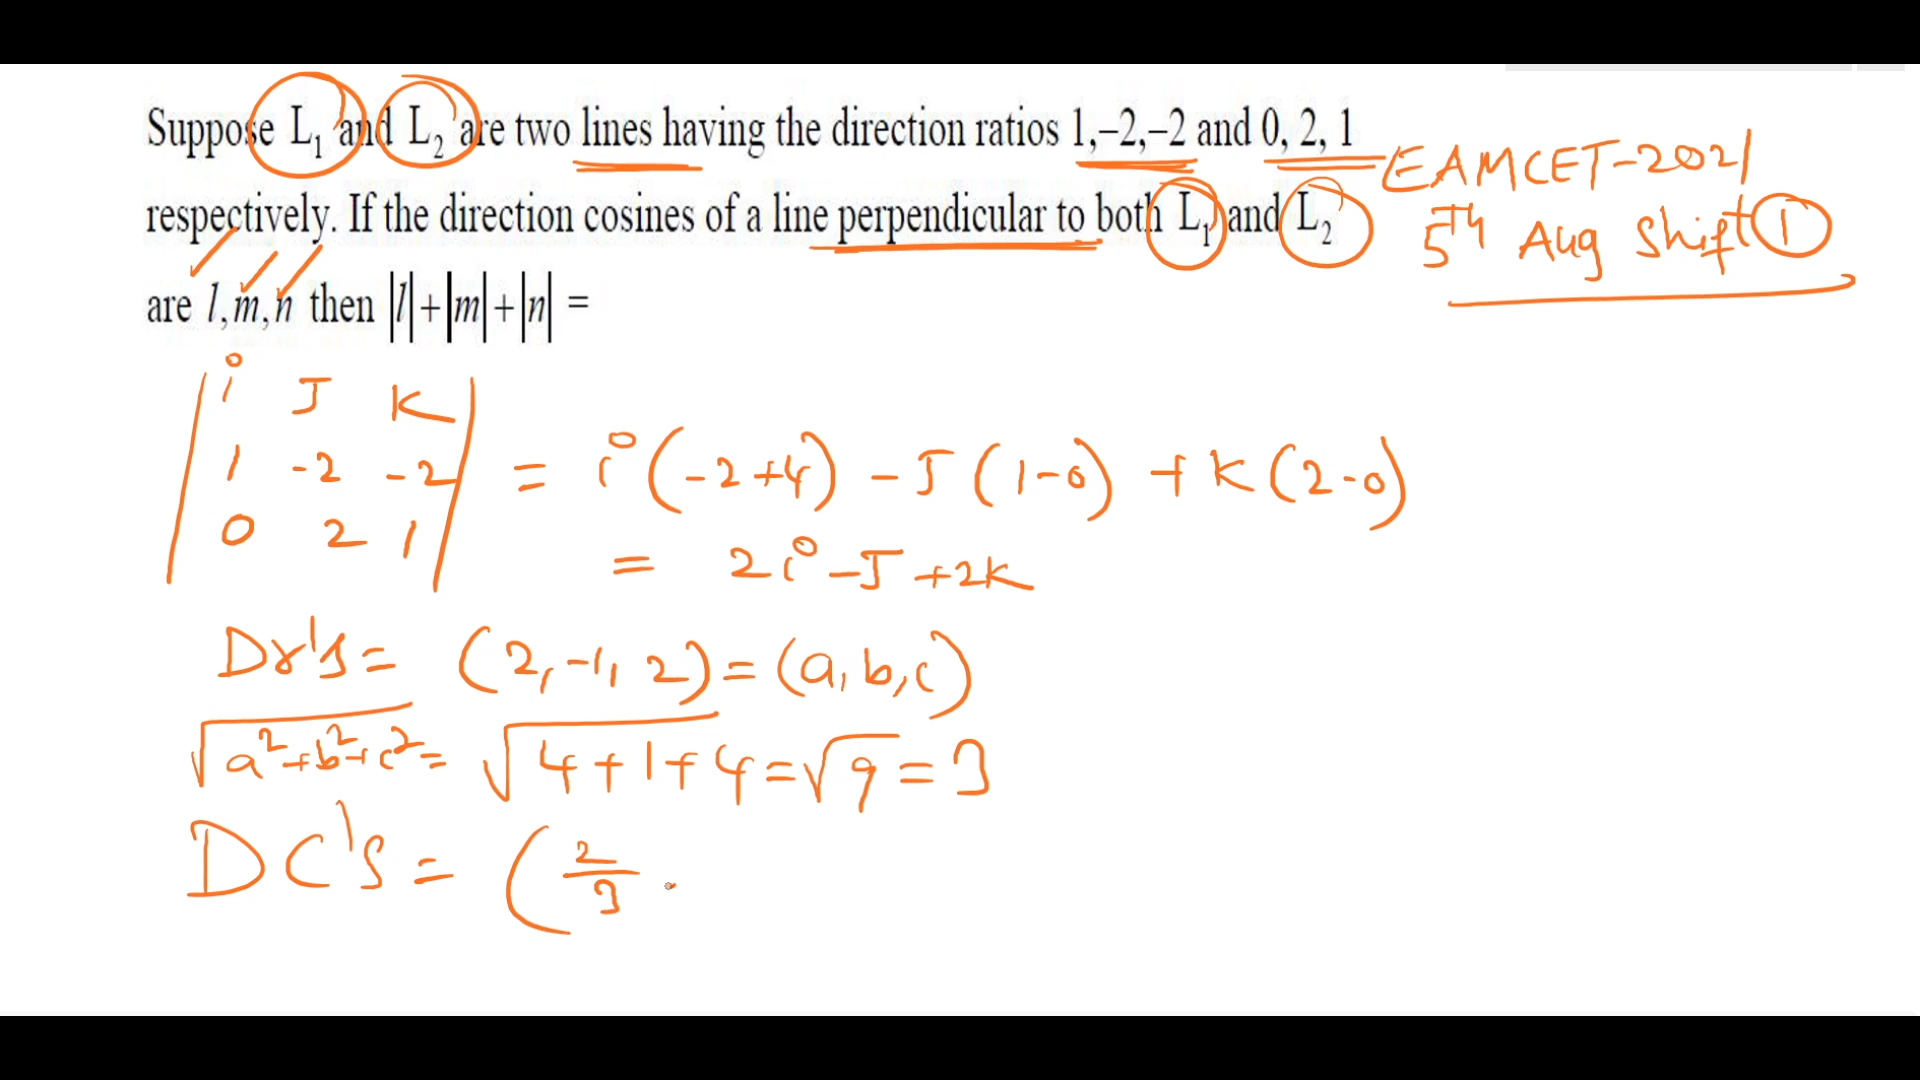 Suppose L₁ and L₂ are two lines having the direction ratios 1,–2,–2 and 0, 2, 1
respectively. If the direction cosines of a line perpendicular to both L₁ and L₂
are l, m, n then |l|+|m|+|n| =
EAMCET-2021
5TH Aug Shift 1
i J K
1 -2 -2
0 2 1
= i(-2+4) - J(1-0) + K(2-0)
= 2i - J + 2K
Dr's = (2, -1, 2) = (a, b, c)
√a²+b²+c² = √4+1+4 = √9 = 3
DC's = (2/3